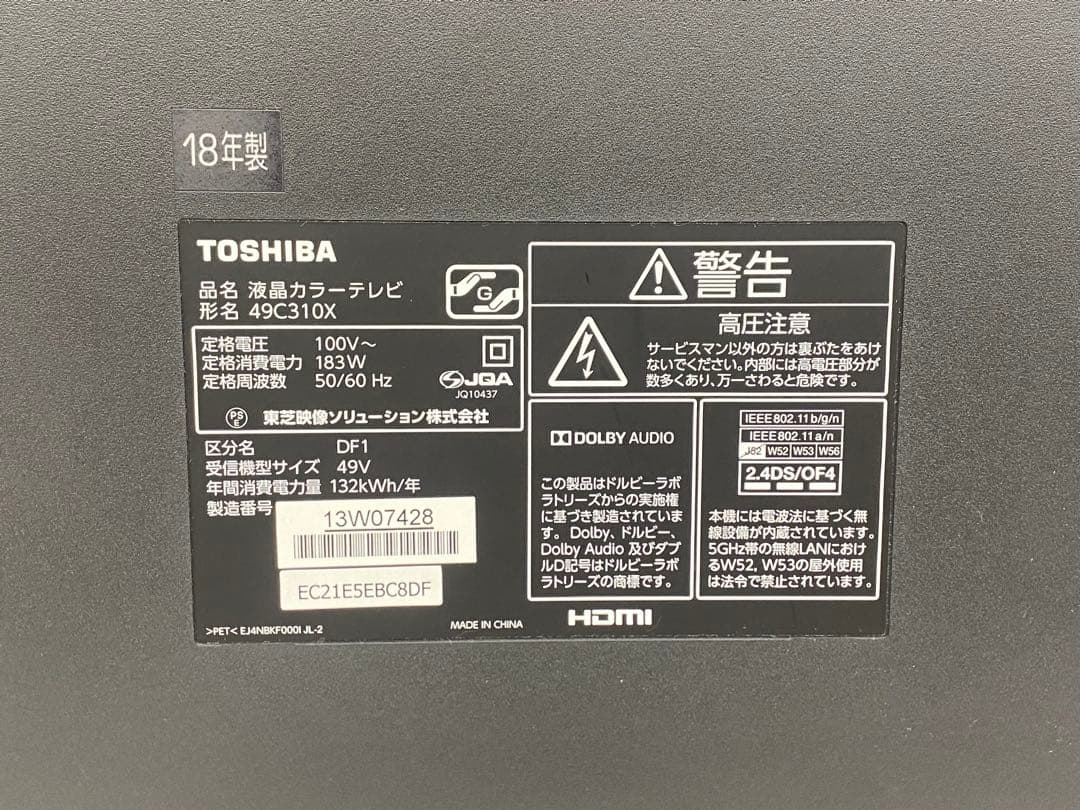 18年製
TOSHIBA
品名 液晶カラーテレビ
形名 49C310X
G
定格電圧 100V～
定格消費電力 183W
定格周波数 50/60 Hz
JQA
JQ10437
PS
E
東芝映像ソリューション株式会社
区分名 DF1
受信機型サイズ 49V
年間消費電力量 132kWh/年
製造番号
13W07428
EC21E5EBC8DF
>PET< EJ4NBKF000I JL-2
MADE IN CHINA
警告
高圧注意
サービスマン以外の方は裏ぶたをあけ
ないでください。内部には高電圧部分が
数多くあり、万一さわると危険です。
DOLBY AUDIO
この製品はドルビーラボ
ラトリーズからの実施権
に基づき製造されていま
す。Dolby、ドルビー、
Dolby Audio 及びダブ
ルD記号はドルビーラボ
ラトリーズの商標です。
IEEE802.11b/g/n
IEEE802.11a/n
J52 W52 W53 W56
2.4DS/OF4
本機には電波法に基づく無
線設備が内蔵されています。
5GHz帯の無線LANにおけ
るW52, W53の屋外使用
は法令で禁止されています。
HDMI